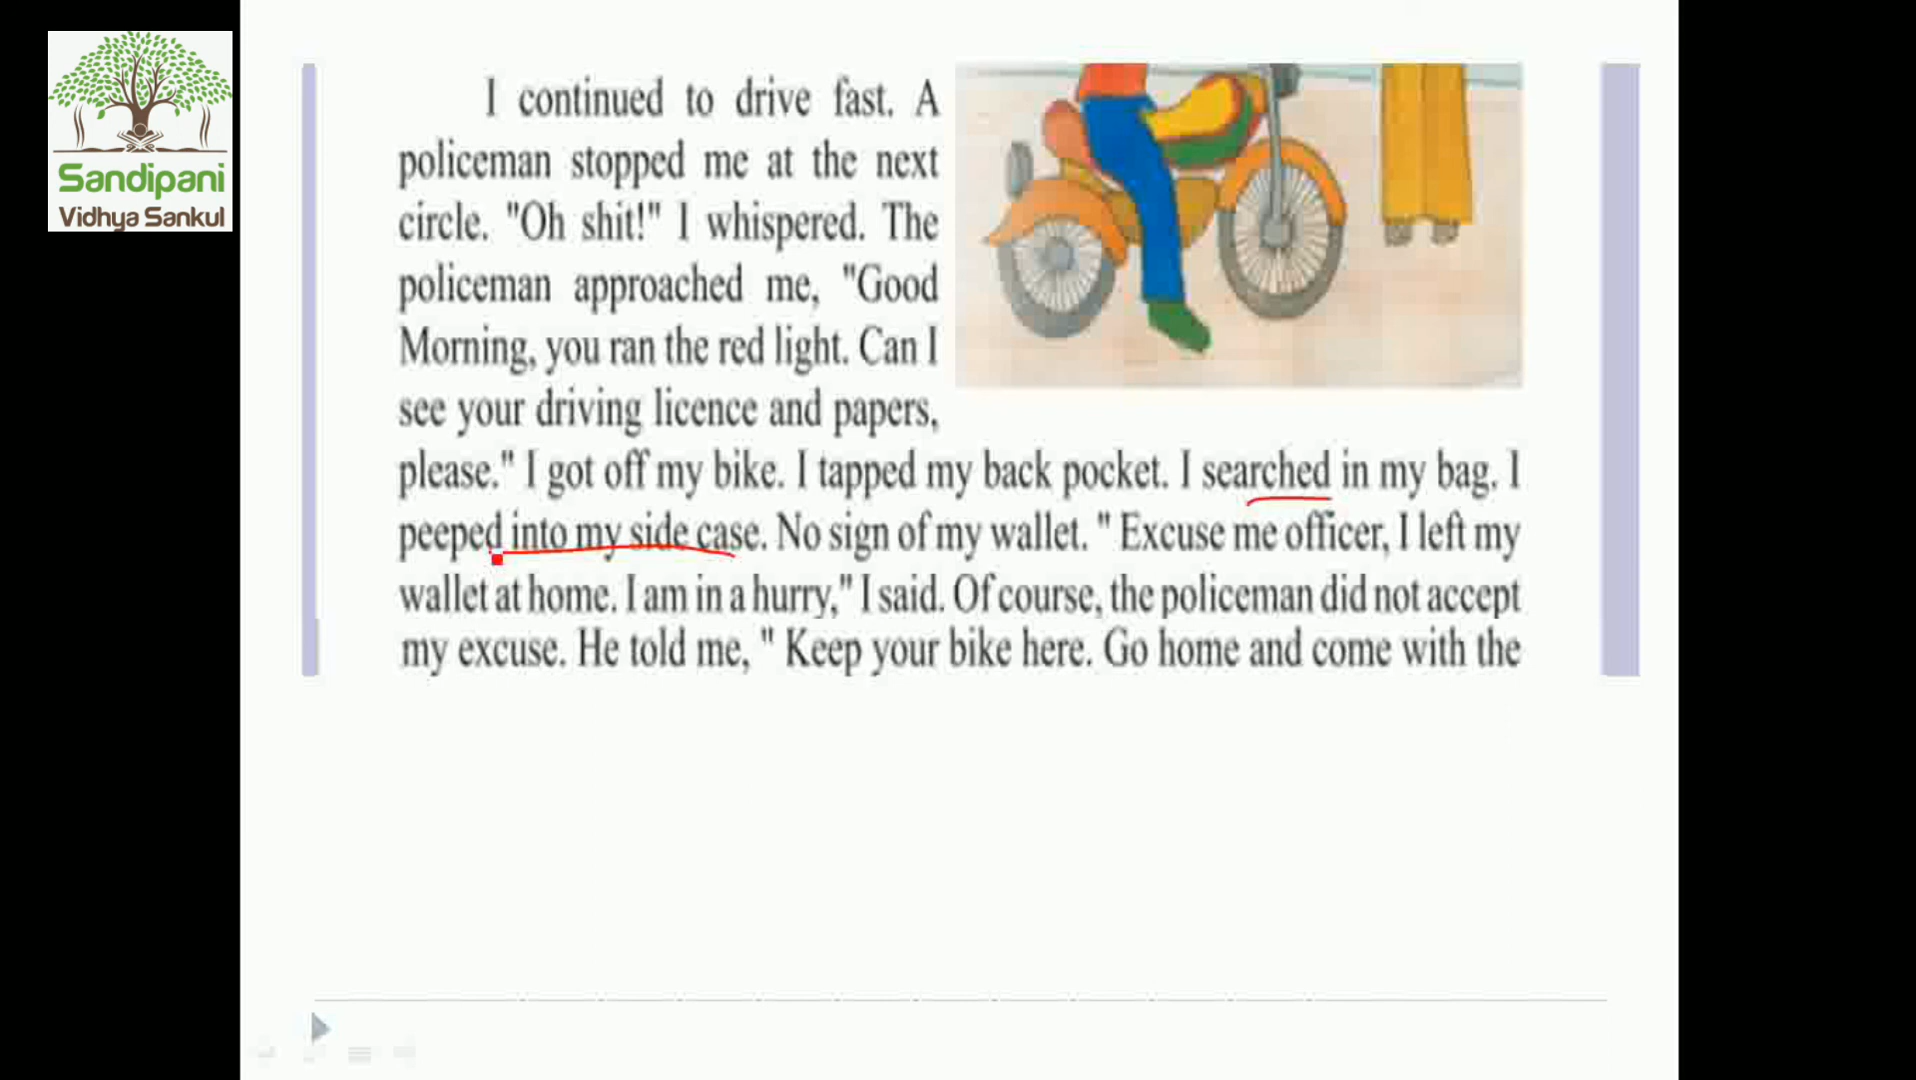 Sandipani
Vidhya Sankul
I continued to drive fast. A
policeman stopped me at the next
circle. "Oh shit!" I whispered. The
policeman approached me, "Good
Morning, you ran the red light. Can I
see your driving licence and papers,
please." I got off my bike. I tapped my back pocket. I searched in my bag. I
peeped into my side case. No sign of my wallet. " Excuse me officer, I left my
wallet at home. I am in a hurry," I said. Of course, the policeman did not accept
my excuse. He told me, " Keep your bike here. Go home and come with the